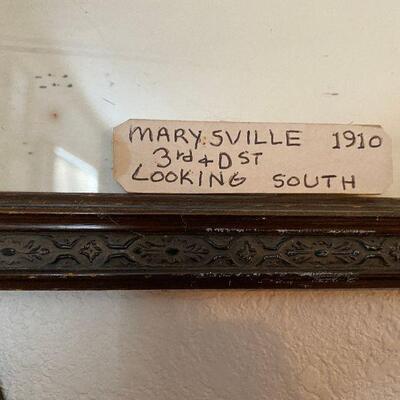 MARYSVILLE 1910
3rd & D ST
LOOKING SOUTH